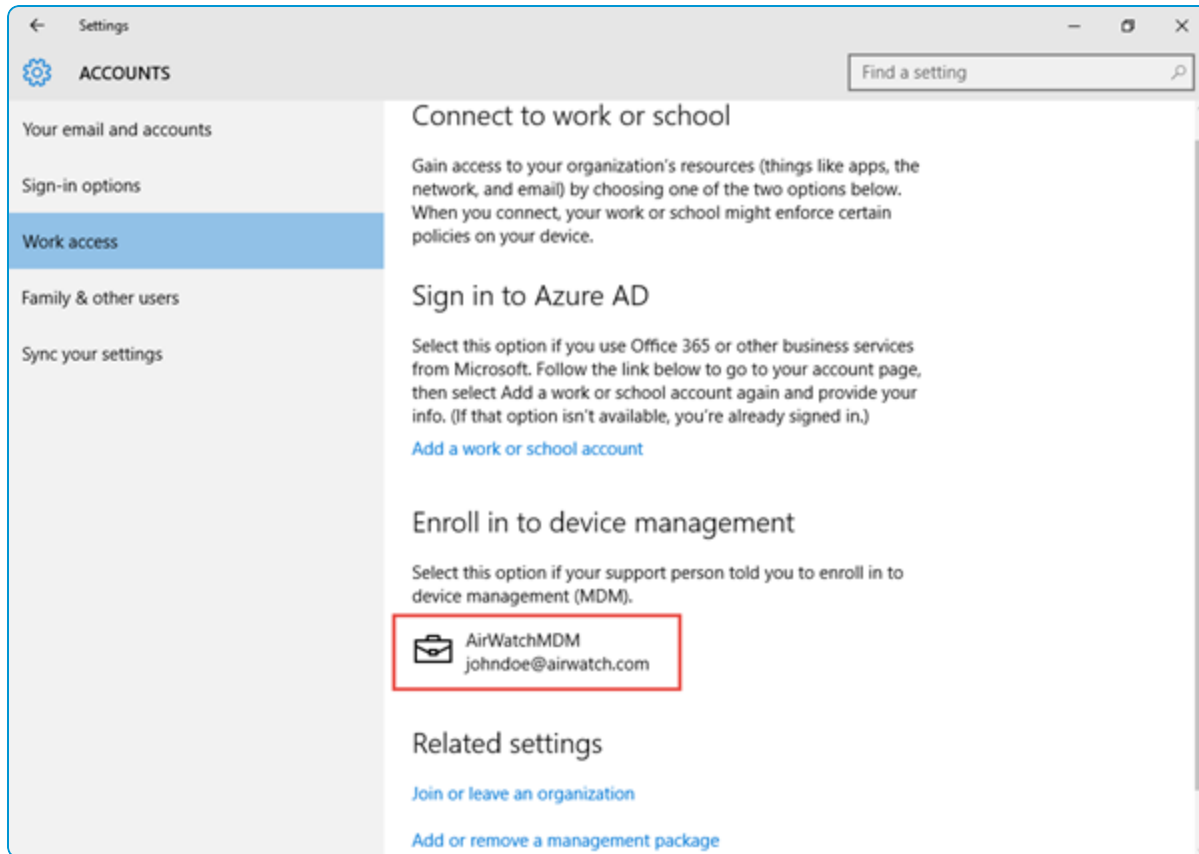 Settings
ACCOUNTS
Find a setting
Your email and accounts
Sign-in options
Work access
Family & other users
Sync your settings
Connect to work or school
Gain access to your organization's resources (things like apps, the
network, and email) by choosing one of the two options below.
When you connect, your work or school might enforce certain
policies on your device.
Sign in to Azure AD
Select this option if you use Office 365 or other business services
from Microsoft. Follow the link below to go to your account page,
then select Add a work or school account again and provide your
info. (If that option isn't available, you're already signed in.)
Add a work or school account
Enroll in to device management
Select this option if your support person told you to enroll in to
device management (MDM).
AirWatchMDM
johndoe@airwatch.com
Related settings
Join or leave an organization
Add or remove a management package